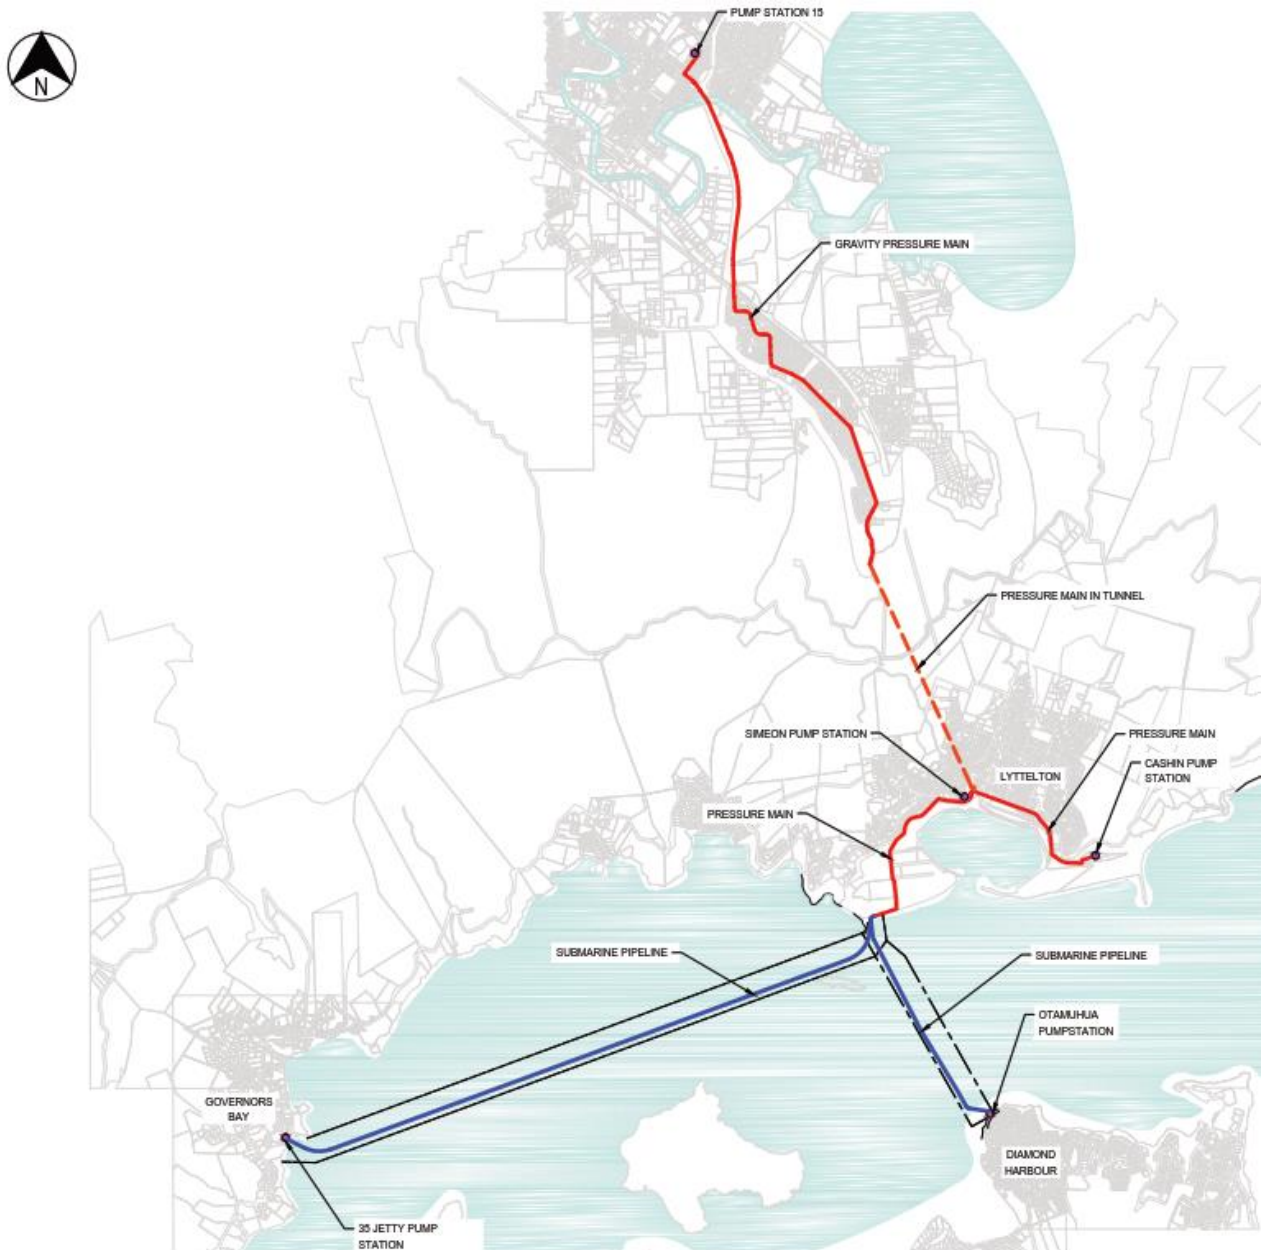 PUMP STATION 15
N
GRAVITY PRESSURE MAIN
PRESSURE MAIN IN TUNNEL
SIMEON PUMP STATION
PRESSURE MAIN
LYTTELTON
CASHIN PUMP
STATION
PRESSURE MAIN
SUBMARINE PIPELINE
SUBMARINE PIPELINE
OTAMUHUA
PUMPSTATION
GOVERNORS
BAY
DIAMOND
HARBOUR
35 JETTY PUMP
STATION